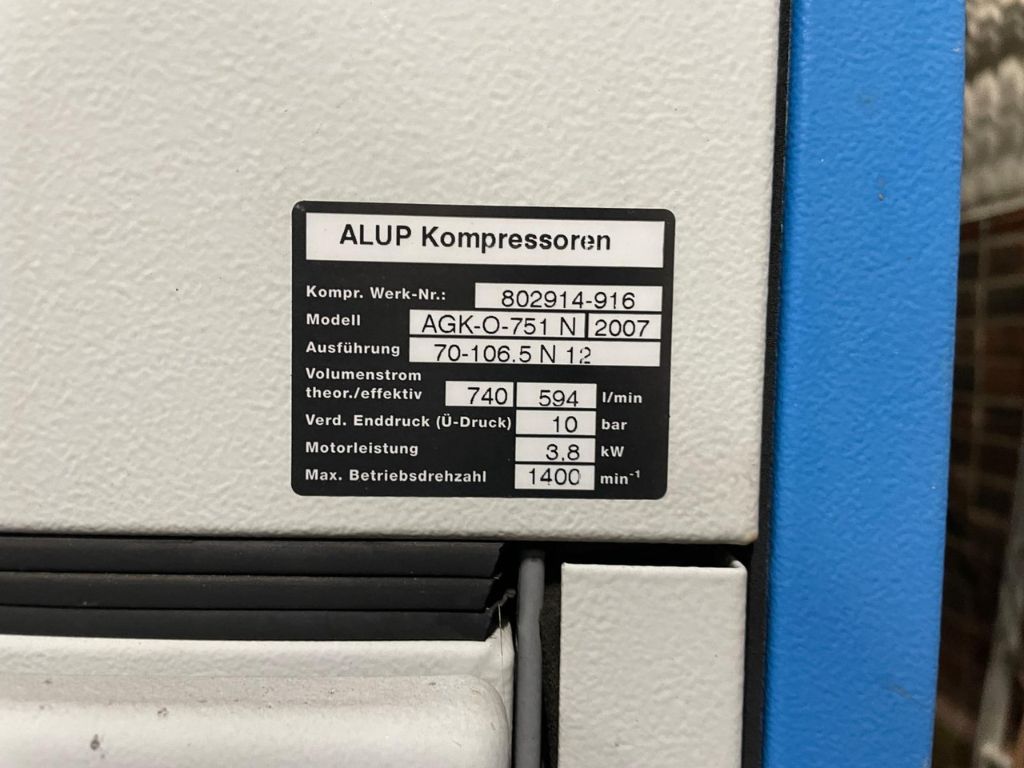 ALUP Kompressoren
Kompr. Werk-Nr.: 802914-916
Modell AGK-O-751 N 2007
Ausführung 70-106.5 N 12
Volumenstrom
theor./effektiv 740 594 l/min
Verd. Enddruck (Ü-Druck) 10 bar
Motorleistung 3.8 kW
Max. Betriebsdrehzahl 1400 min⁻¹